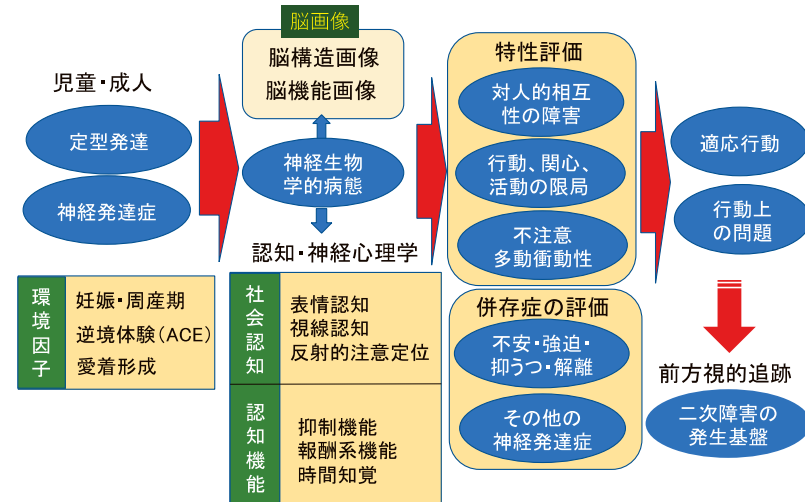 児童・成人
定型発達
神経発達症
環境因子
妊娠・周産期
逆境体験(ACE)
愛着形成
脳画像
脳構造画像
脳機能画像
神経生物
学的病態
認知・神経心理学
社会認知
表情認知
視線認知
反射的注意定位
認知機能
抑制機能
報酬系機能
時間知覚
特性評価
対人的相互
性の障害
行動、関心、
活動の限局
不注意
多動衝動性
併存症の評価
不安・強迫・
抑うつ・解離
その他の
神経発達症
適応行動
行動上
の問題
前方視的追跡
二次障害の
発生基盤